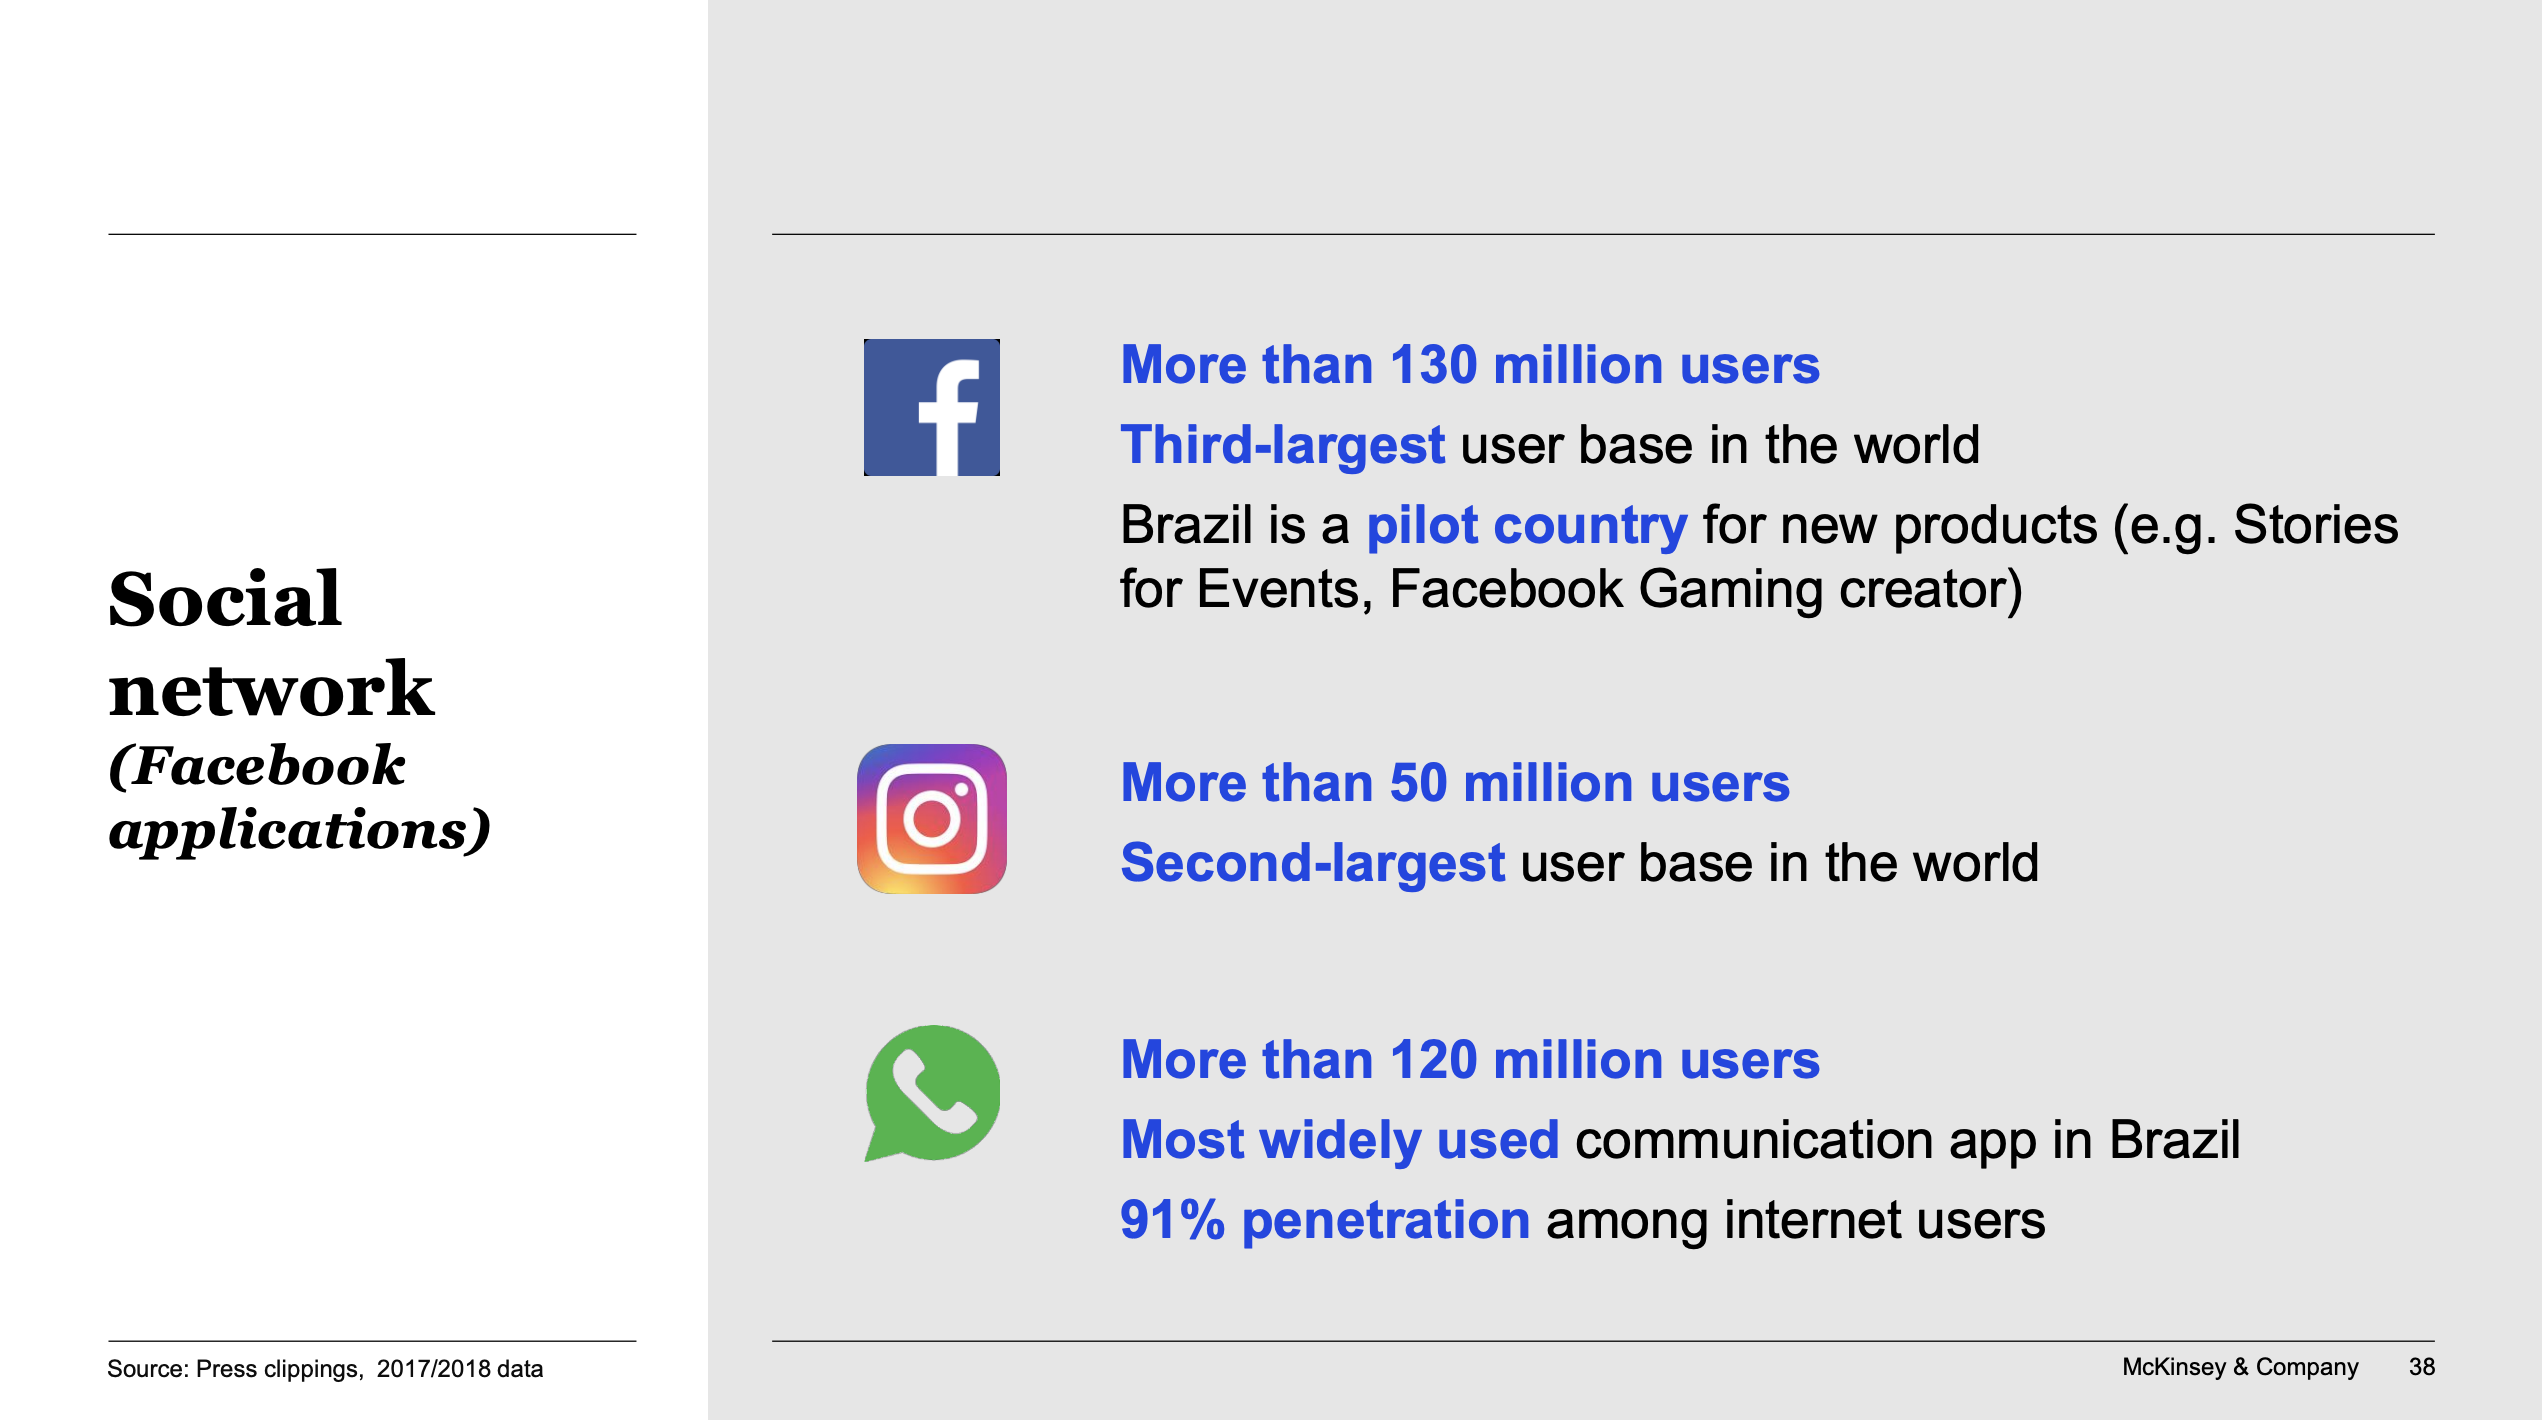 Social
network
(Facebook
applications)
More than 130 million users
Third-largest user base in the world
Brazil is a pilot country for new products (e.g. Stories
for Events, Facebook Gaming creator)
More than 50 million users
Second-largest user base in the world
More than 120 million users
Most widely used communication app in Brazil
91% penetration among internet users
Source: Press clippings, 2017/2018 data
McKinsey & Company 38